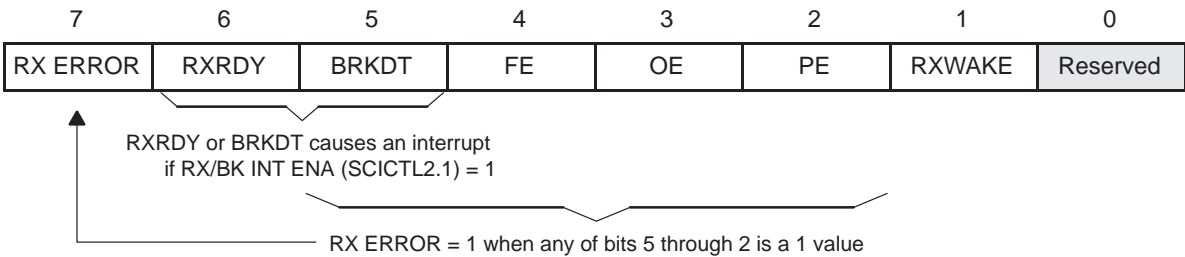 7 6 5 4 3 2 1 0
RX ERROR RXRDY BRKDT FE OE PE RXWAKE Reserved
RXRDY or BRKDT causes an interrupt
if RX/BK INT ENA (SCICTL2.1) = 1
RX ERROR = 1 when any of bits 5 through 2 is a 1 value